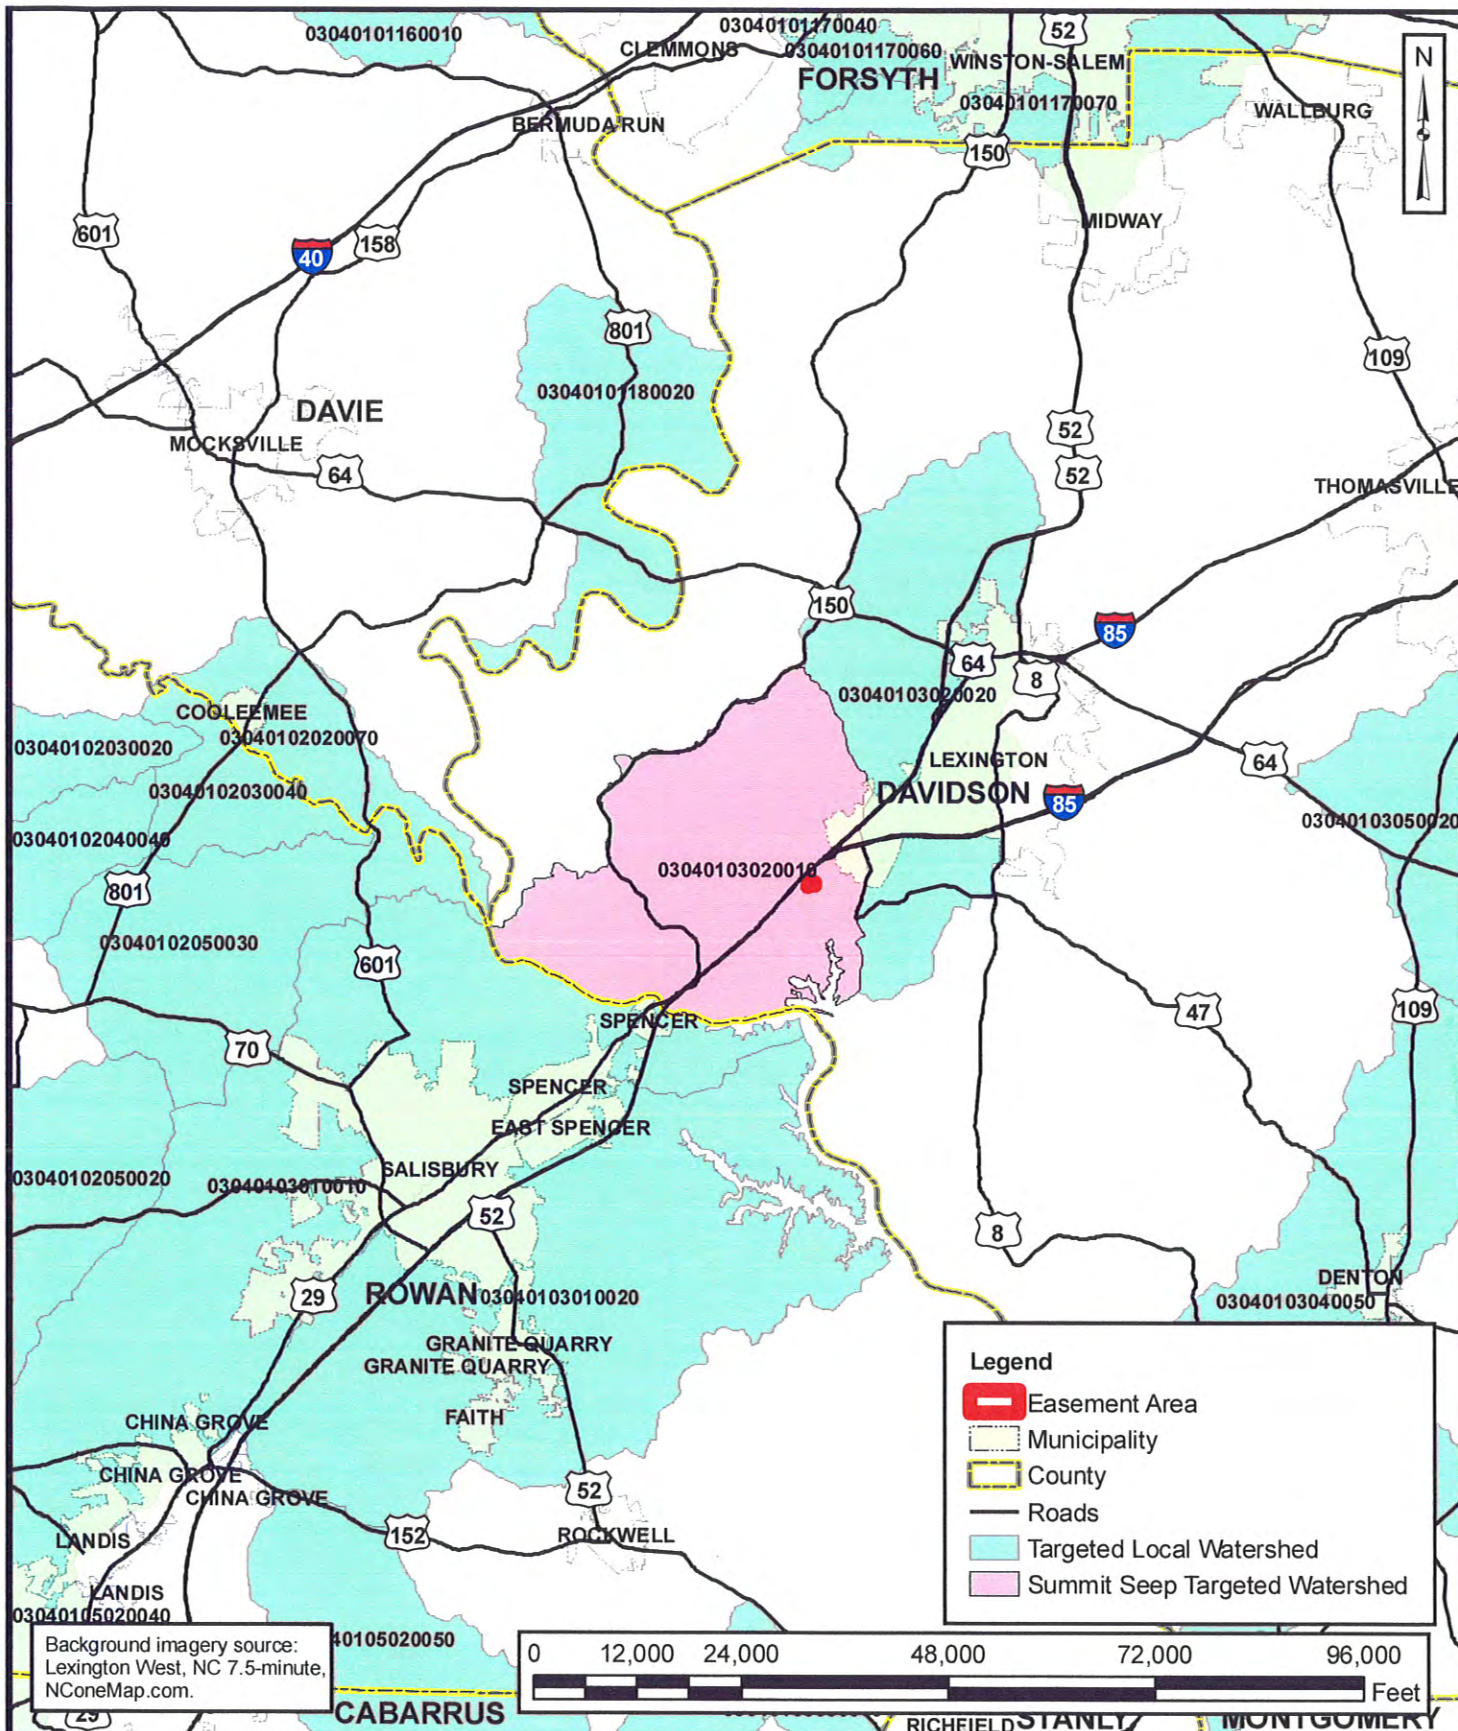 03040101160010
03040101170040
CLEMMONS
03040101170060
FORSYTH
52
WINSTON-SALEM
03040101170070
WALLBURG
N
BERMUDA RUN
150
MIDWAY
601
40
158
801
109
03040101180020
DAVIE
MOCKSVILLE
64
52
52
THOMASVILLE
150
85
64
8
03040103020020
COOLEEMEE
03040102020070
03040102030020
03040102030040
LEXINGTON
64
DAVIDSON
85
03040103050020
03040102040040
801
03040103020010
03040102050030
601
109
47
SPENCER
70
SPENCER
EAST SPENCER
SALISBURY
03040102050020
03040103010010
52
8
29
ROWAN
03040103010020
DENTON
03040103040050
GRANITE QUARRY
GRANITE QUARRY
FAITH
CHINA GROVE
CHINA GROVE
CHINA GROVE
52
152
ROCKWELL
LANDIS
LANDIS
03040105020040
40105020050
Legend
Easement Area
Municipality
County
Roads
Targeted Local Watershed
Summit Seep Targeted Watershed
Background imagery source:
Lexington West, NC 7.5-minute,
NConeMap.com.
0 12,000 24,000 48,000 72,000 96,000
Feet
29
CABARRUS
RICHFIELD
STANLY
MONTGOMERY